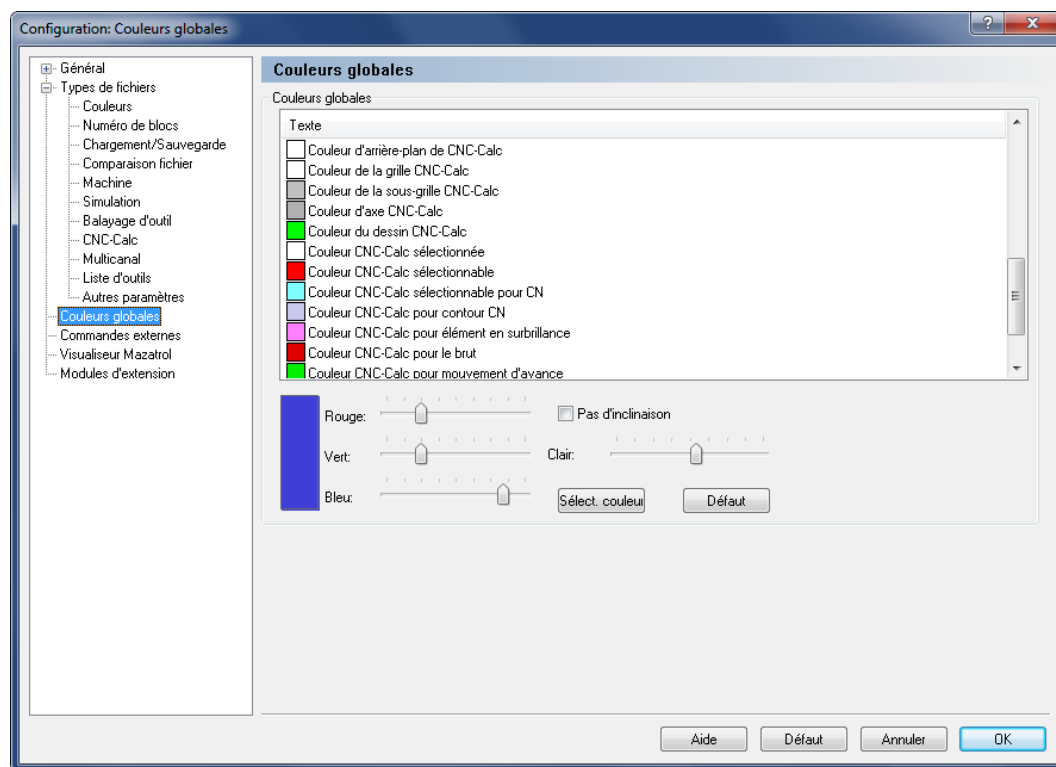 Configuration: Couleurs globales
Général
Types de fichiers
Couleurs
Numéro de blocs
Chargement/Sauvegarde
Comparaison fichier
Machine
Simulation
Balayage d'outil
CNC-Calc
Multicanal
Liste d'outils
Autres paramètres
Couleurs globales
Commandes externes
Visualiseur Mazatrol
Modules d'extension
Couleurs globales
Couleurs globales
Texte
Couleur d'arrière-plan de CNC-Calc
Couleur de la grille CNC-Calc
Couleur de la sous-grille CNC-Calc
Couleur d'axe CNC-Calc
Couleur du dessin CNC-Calc
Couleur CNC-Calc sélectionnée
Couleur CNC-Calc sélectionnable
Couleur CNC-Calc sélectionnable pour CN
Couleur CNC-Calc pour contour CN
Couleur CNC-Calc pour élément en surbrillance
Couleur CNC-Calc pour le brut
Couleur CNC-Calc pour mouvement d'avance
Rouge:
Pas d'inclinaison
Vert:
Clair:
Bleu:
Sélect. couleur
Défaut
Aide
Défaut
Annuler
OK